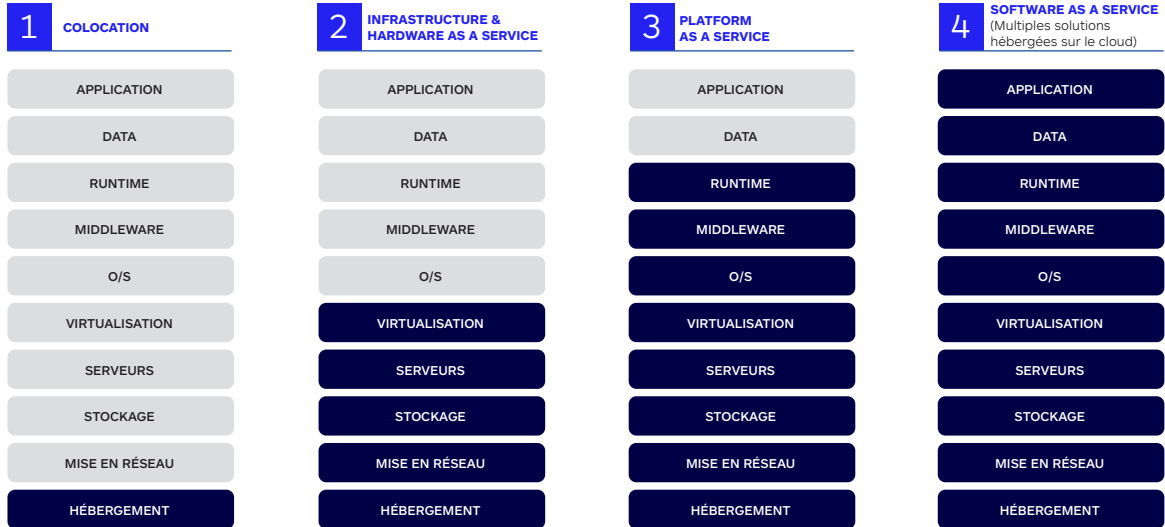 1
COLOCATION
2
INFRASTRUCTURE &
HARDWARE AS A SERVICE
3
PLATFORM
AS A SERVICE
4
SOFTWARE AS A SERVICE
(Multiples solutions
hébergées sur le cloud)
APPLICATION
DATA
RUNTIME
MIDDLEWARE
O/S
VIRTUALISATION
SERVEURS
STOCKAGE
MISE EN RÉSEAU
HÉBERGEMENT
APPLICATION
DATA
RUNTIME
MIDDLEWARE
O/S
VIRTUALISATION
SERVEURS
STOCKAGE
MISE EN RÉSEAU
HÉBERGEMENT
APPLICATION
DATA
RUNTIME
MIDDLEWARE
O/S
VIRTUALISATION
SERVEURS
STOCKAGE
MISE EN RÉSEAU
HÉBERGEMENT
APPLICATION
DATA
RUNTIME
MIDDLEWARE
O/S
VIRTUALISATION
SERVEURS
STOCKAGE
MISE EN RÉSEAU
HÉBERGEMENT